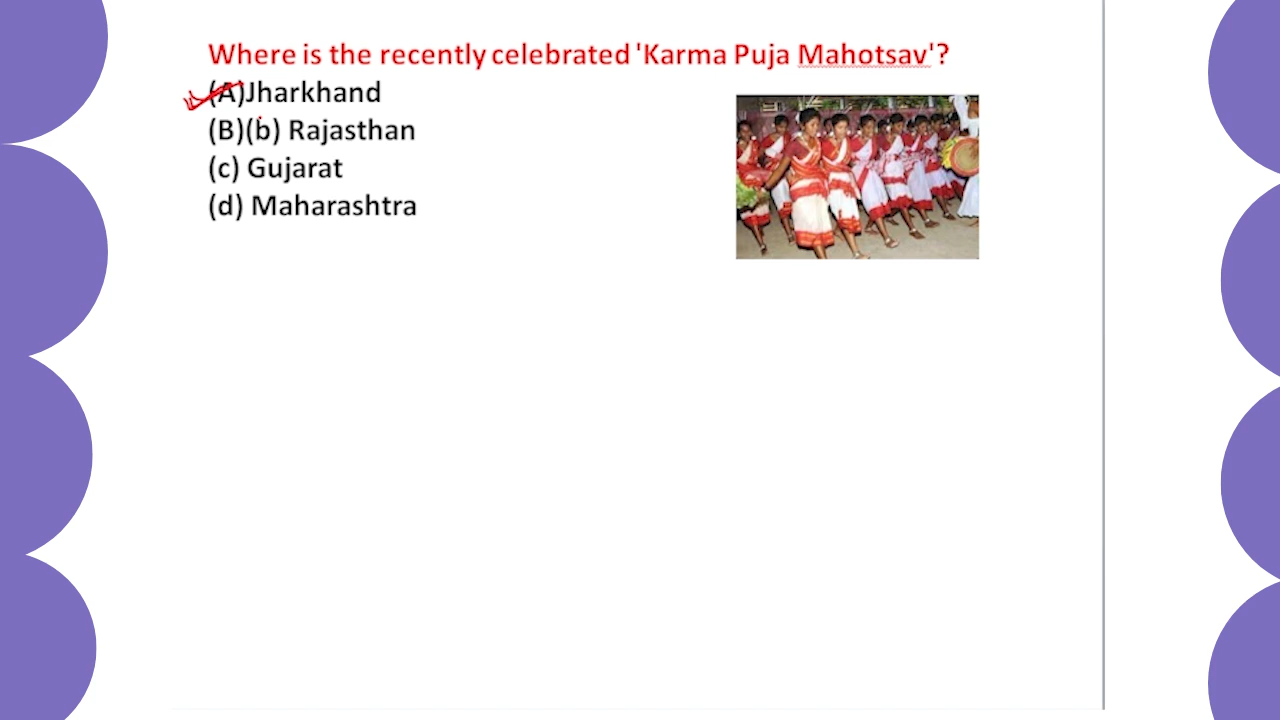 Where is the recently celebrated 'Karma Puja Mahotsav'?
(A)Jharkhand
(B)(b) Rajasthan
(c) Gujarat
(d) Maharashtra